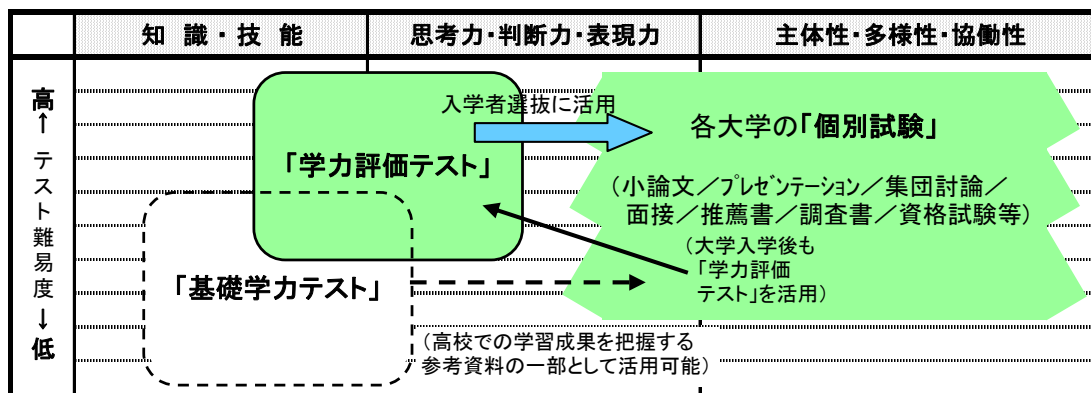 知 識・技 能
思考力・判断力・表現力
主体性・多様性・協働性
高
↑
テスト難易度
↓
低
入学者選抜に活用
「学力評価テスト」
各大学の「個別試験」
(小論文／プレゼンテーション／集団討論／
面接／推薦書／調査書／資格試験等)
(大学入学後も
「学力評価
テスト」を活用)
「基礎学力テスト」
(高校での学習成果を把握する
参考資料の一部として活用可能)